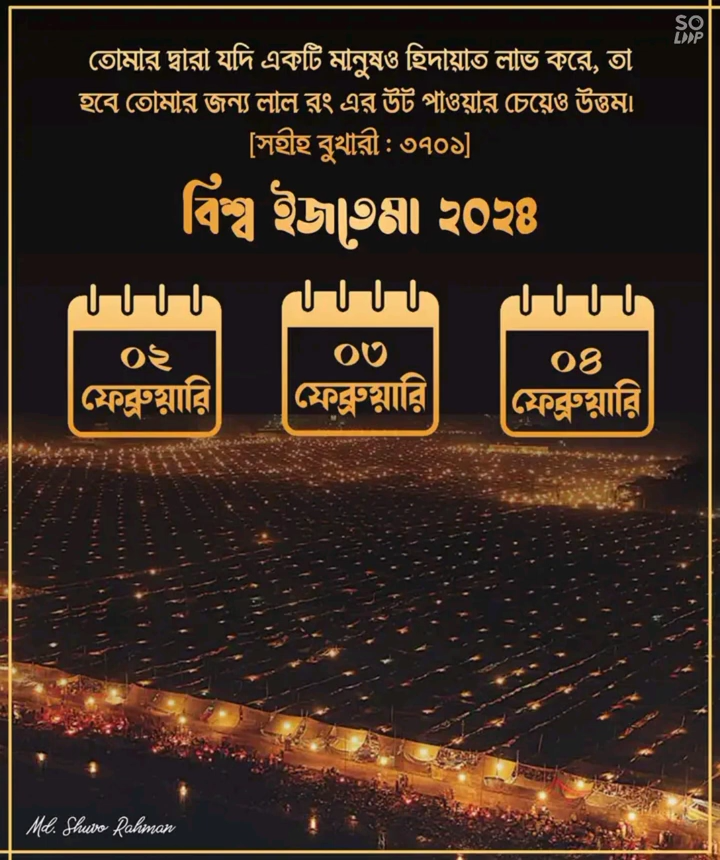 SO
LOOP
তোমার দ্বারা যদি একটি মানুষও হিদায়াত লাভ করে, তা
হবে তোমার জন্য লাল রং এর উট পাওয়ার চেয়েও উত্তম।
[সহীহ বুখারী : ৩৭০১]
বিশ্ব ইজতেমা ২০২৪
০২
ফেব্রুয়ারি
০৩
ফেব্রুয়ারি
০৪
ফেব্রুয়ারি
Md. Shuvo Rahman